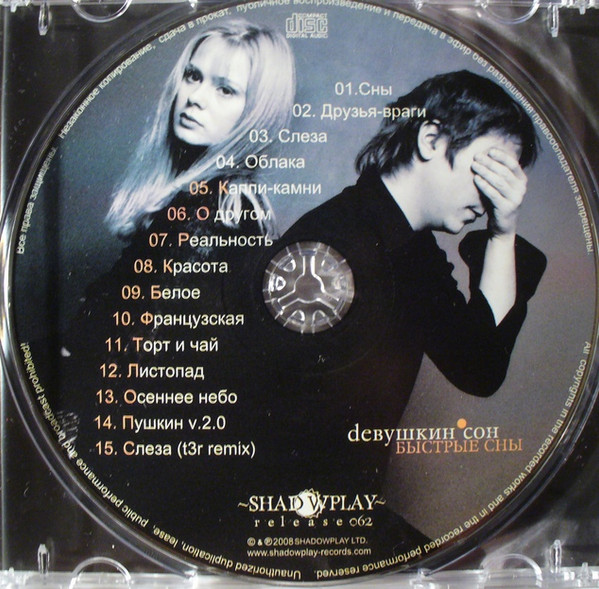 COMPACT
disc
DIGITAL AUDIO
Все права защищены. Незаконное копирование, сдача в прокат, публичное воспроизведение и передача в эфир без разрешения правообладателя запрещены.
01.Сны
02. Друзья-враги
03. Слеза
04. Облака
05. Капли-камни
06. О другом
07. Реальность
08. Красота
09. Белое
10. Французская
11. Торт и чай
12. Листопад
13. Осеннее небо
14. Пушкин v.2.0
15. Слеза (t3r remix)
dевушкин сон
БЫСТРЫЕ СНЫ
~SHADOWPLAY~
release 062
© & ℗ 2008 SHADOWPLAY LTD.
www.shadowplay-records.com
All copyrights in the recorded works and in the recorded performance reserved. Unauthorized duplication, lease, public performance and broadcast prohibited!